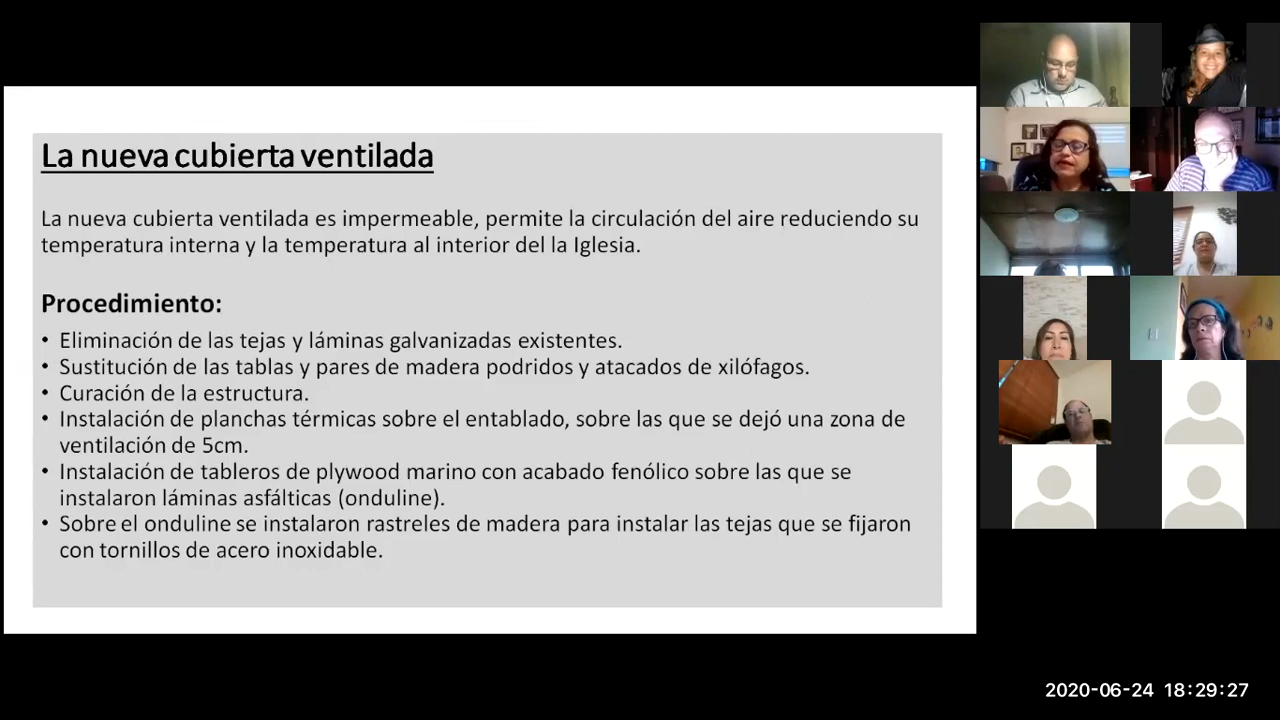 La nueva cubierta ventilada
La nueva cubierta ventilada es impermeable, permite la circulación del aire reduciendo su
temperatura interna y la temperatura al interior del la Iglesia.
Procedimiento:
• Eliminación de las tejas y láminas galvanizadas existentes.
• Sustitución de las tablas y pares de madera podridos y atacados de xilófagos.
• Curación de la estructura.
• Instalación de planchas térmicas sobre el entablado, sobre las que se dejó una zona de
ventilación de 5cm.
• Instalación de tableros de plywood marino con acabado fenólico sobre las que se
instalaron láminas asfálticas (onduline).
• Sobre el onduline se instalaron rastreles de madera para instalar las tejas que se fijaron
con tornillos de acero inoxidable.
2020-06-24 18:29:27